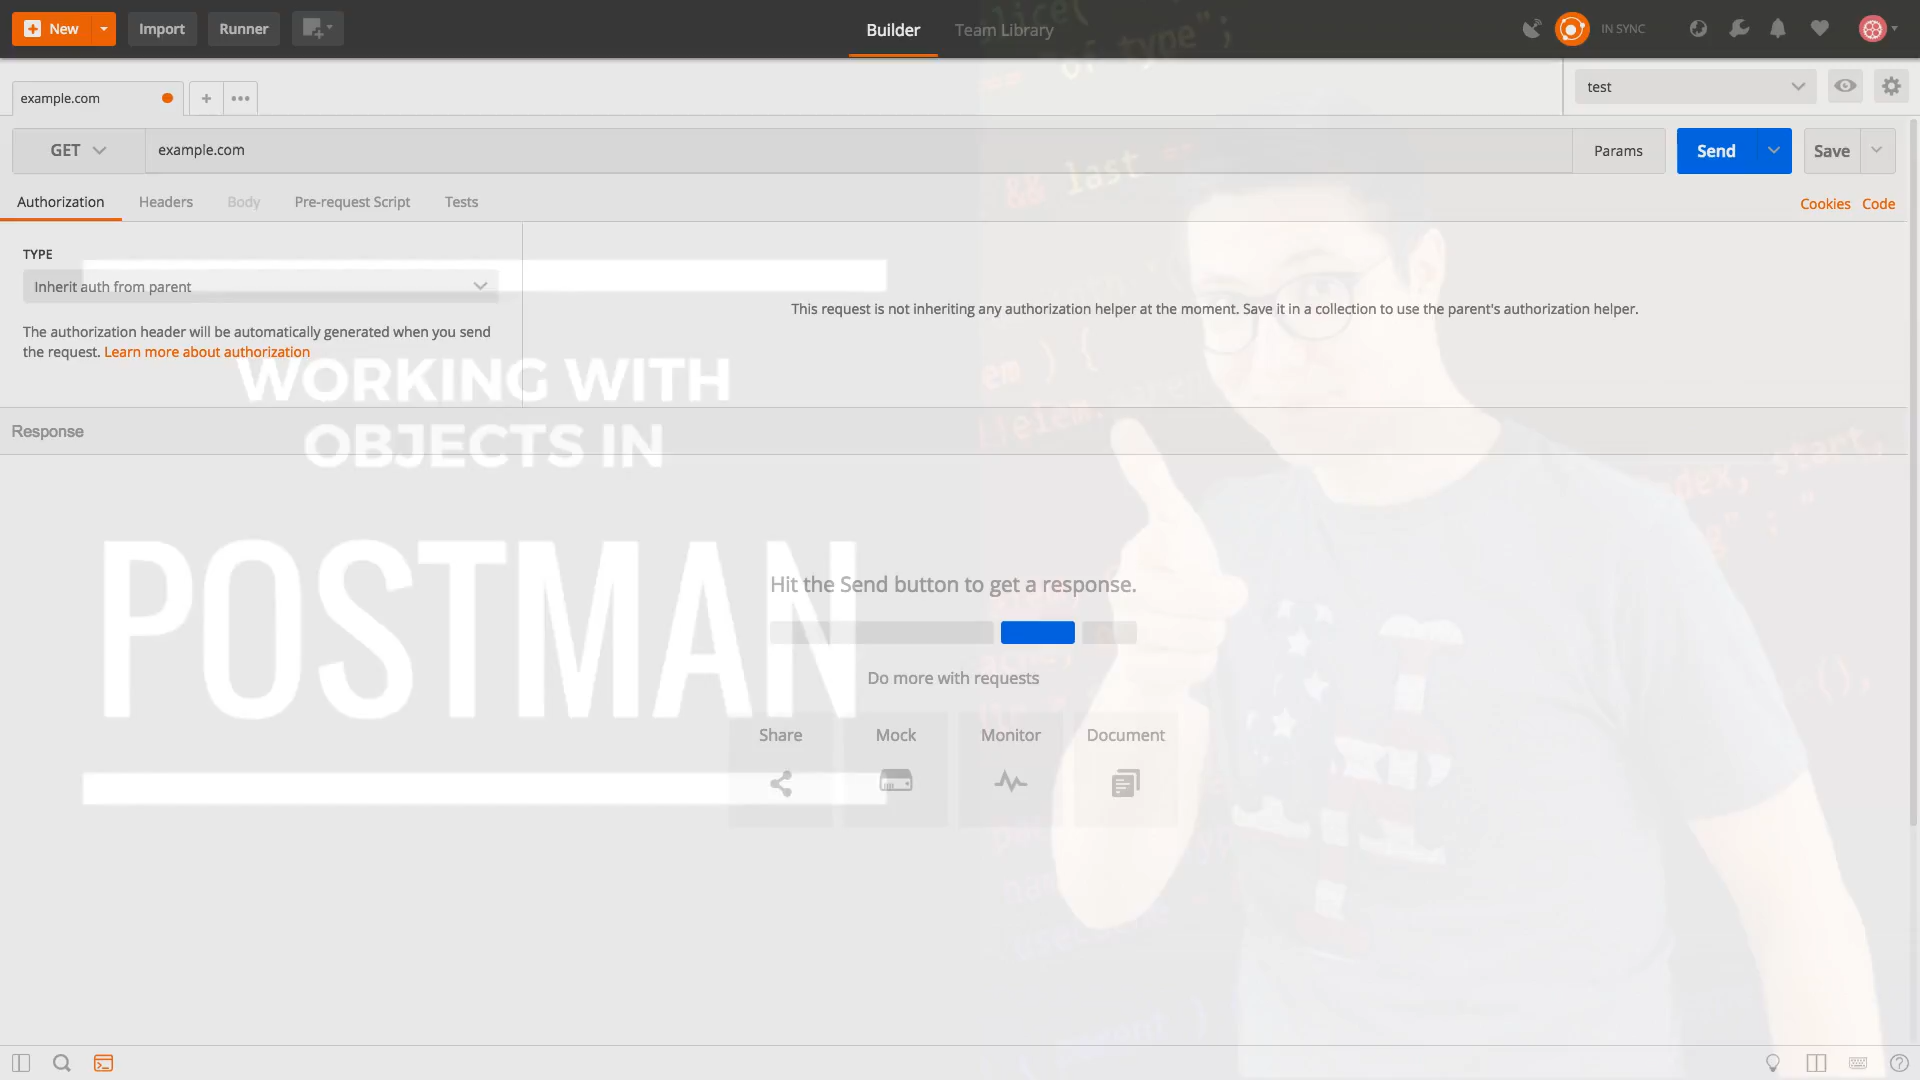 New
Import
Runner
Builder
Team Library
IN SYNC
of type";
example.com
test
GET
example.com
Params
Send
Save
&& last
Authorization
Headers
Body
Pre-request Script
Tests
Cookies
Code
TYPE
Inherit auth from parent
This request is not inheriting any authorization helper at the moment. Save it in a collection to use the parent's authorization helper.
The authorization header will be automatically generated when you send
the request. Learn more about authorization
WORKING WITH
OBJECTS IN
POSTMAN
Response
Hit the Send button to get a response.
Do more with requests
Share
Mock
Monitor
Document